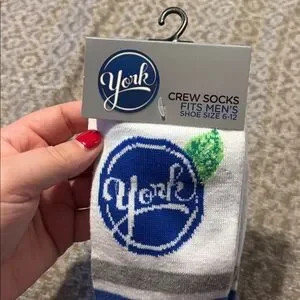 York
CREW SOCKS
FITS MEN'S
SHOE SIZE 6-12
York